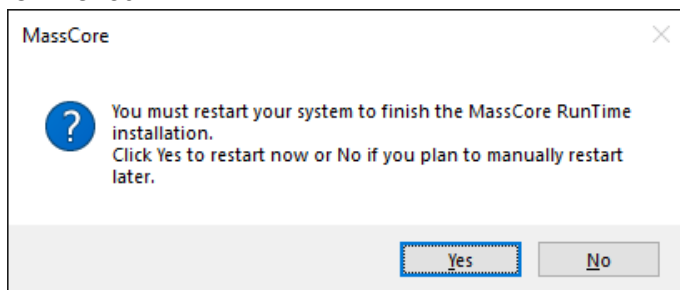 MassCore
You must restart your system to finish the MassCore RunTime
installation.
Click Yes to restart now or No if you plan to manually restart
later.
Yes
No